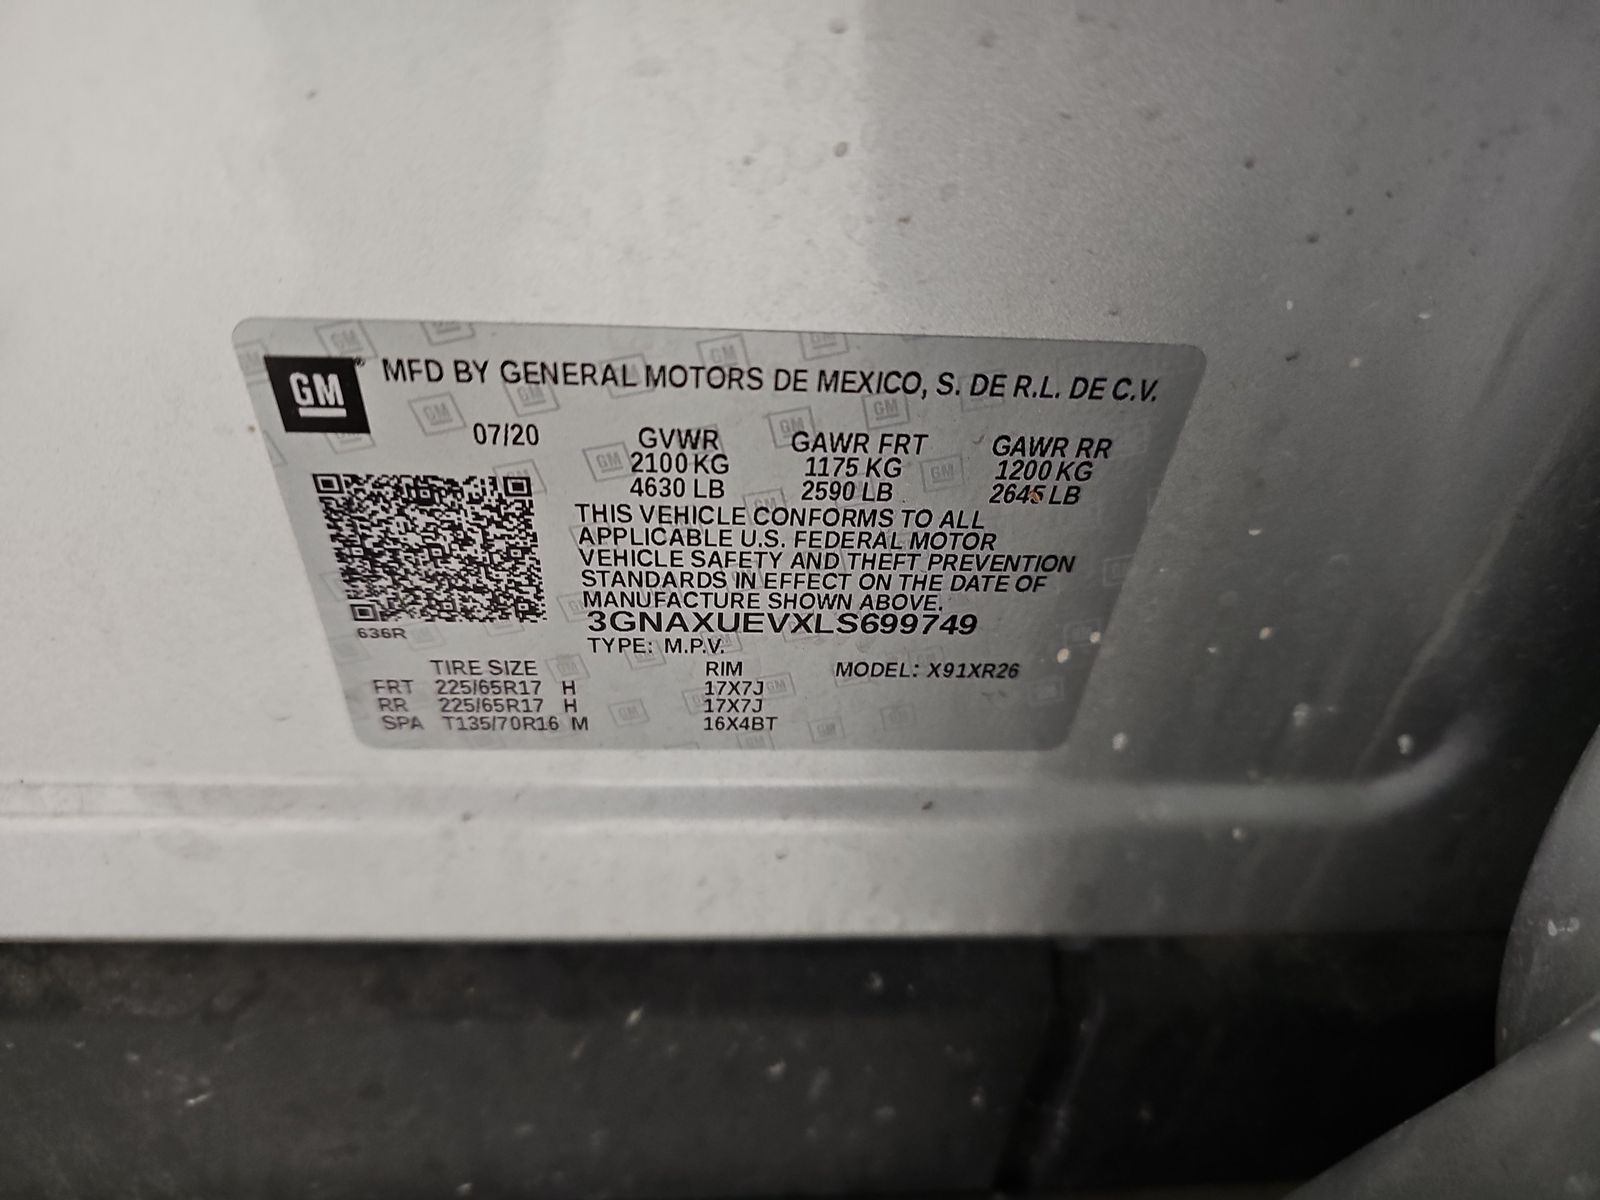 GM
MFD BY GENERAL MOTORS DE MEXICO, S. DE R.L. DE C.V.
07/20 GVWR GAWR FRT GAWR RR
2100 KG 1175 KG 1200 KG
4630 LB 2590 LB 2645 LB
THIS VEHICLE CONFORMS TO ALL
APPLICABLE U.S. FEDERAL MOTOR
VEHICLE SAFETY AND THEFT PREVENTION
STANDARDS IN EFFECT ON THE DATE OF
MANUFACTURE SHOWN ABOVE.
3GNAXUEVXLS699749
636R
TYPE: M.P.V.
TIRE SIZE RIM MODEL: X91XR26
FRT 225/65R17 H 17X7J
RR 225/65R17 H 17X7J
SPA T135/70R16 M 16X4BT